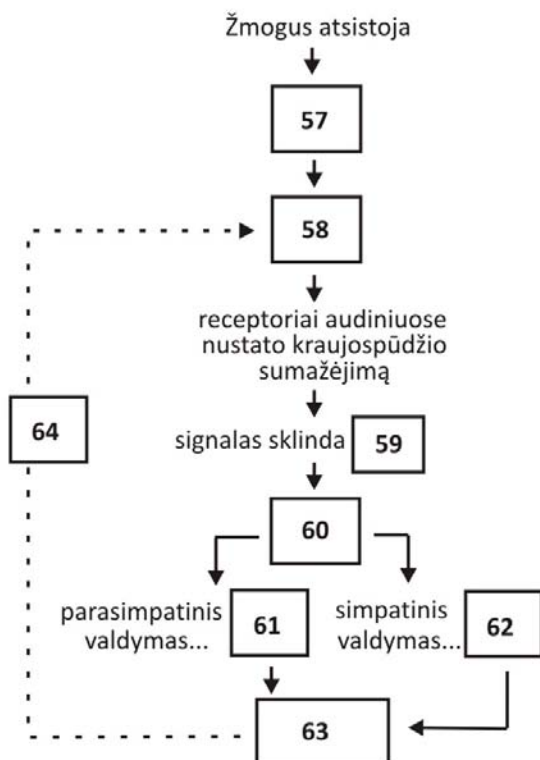 Žmogus atsistoja
57
58
receptoriai audiniuose
nustato kraujospūdžio
sumažėjimą
64
signalas sklinda
59
60
parasimpatinis
valdymas...
61
simpatinis
valdymas...
62
63